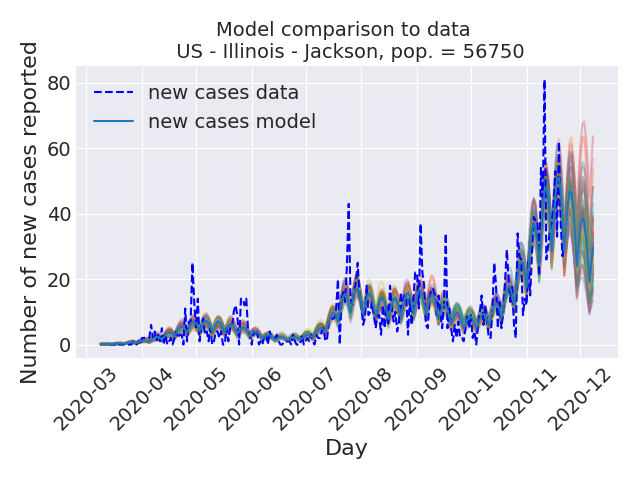 Model comparison to data
US - Illinois - Jackson, pop. = 56750
new cases data
new cases model
Number of new cases reported
80
60
40
20
0
2020-03
2020-04
2020-05
2020-06
2020-07
2020-08
2020-09
2020-10
2020-11
2020-12
Day